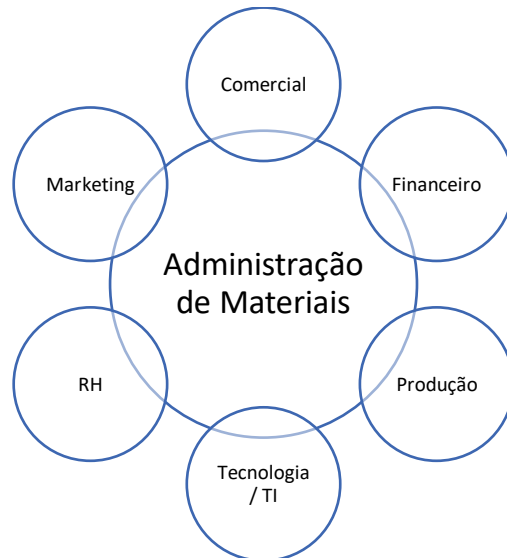 Comercial
Marketing
Financeiro
Administração
de Materiais
RH
Produção
Tecnologia
/ TI